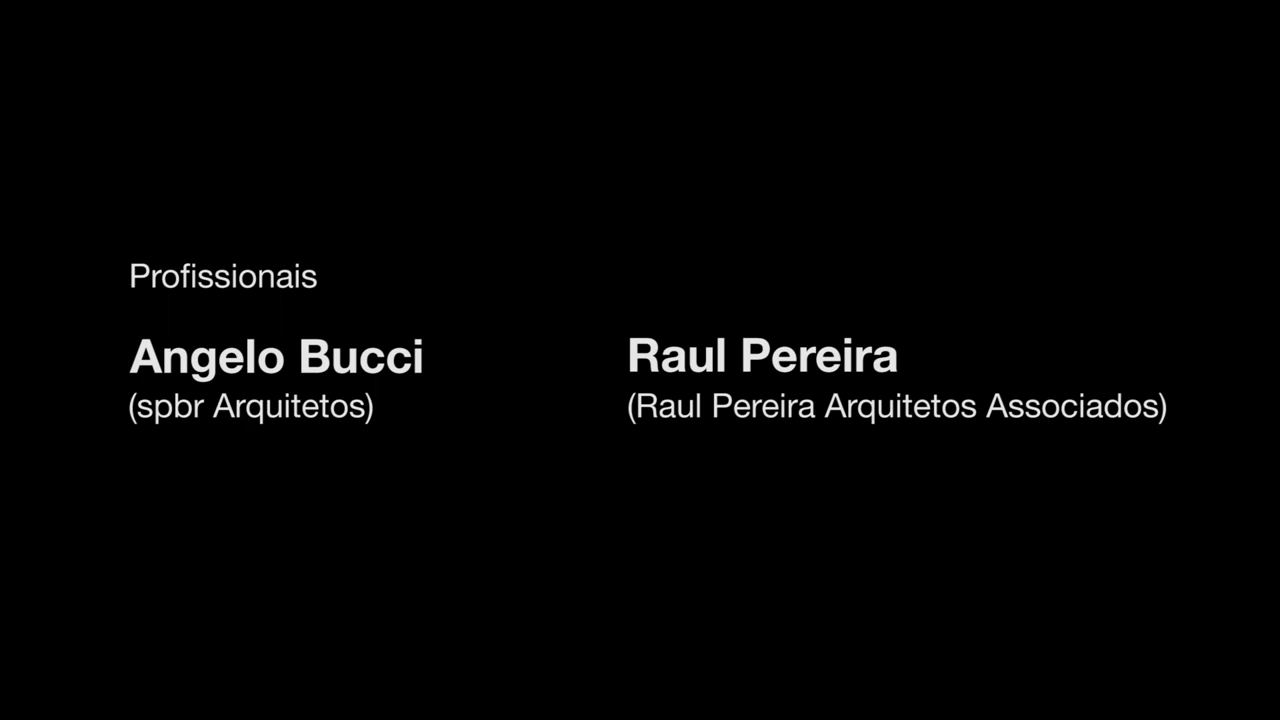 Profissionais
Angelo Bucci
(spbr Arquitetos)
Raul Pereira
(Raul Pereira Arquitetos Associados)